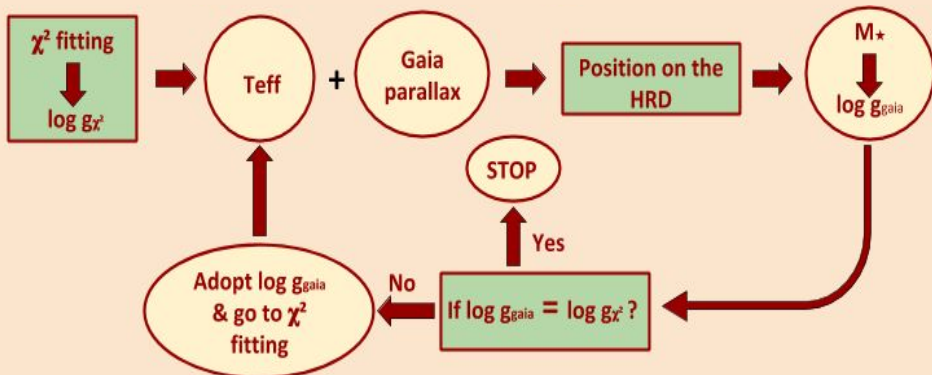 χ² fitting
log gχ²
Teff
+
Gaia
parallax
Position on the
HRD
M★
log ggaia
STOP
Yes
If log ggaia = log gχ² ?
No
Adopt log ggaia
& go to χ²
fitting